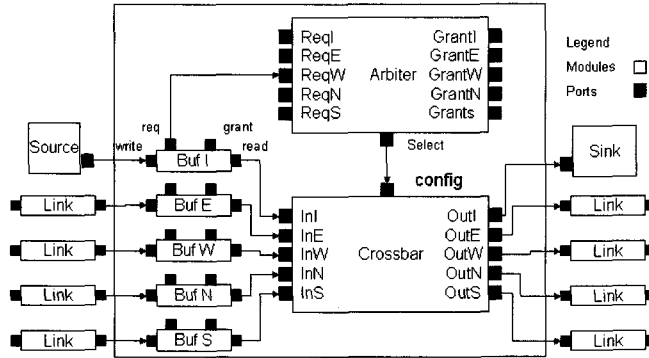 ReqI GrantI
ReqE GrantE
ReqW Arbiter GrantW
ReqN GrantN
ReqS Grants
Legend
Modules
Ports
req grant
Source write Buf I read
Select
Sink
config
Link Buf E InI OutI Link
InE OutE
Link Buf W InW Crossbar OutW Link
InN OutN
Link Buf N InS OutS Link
Link Buf S Link